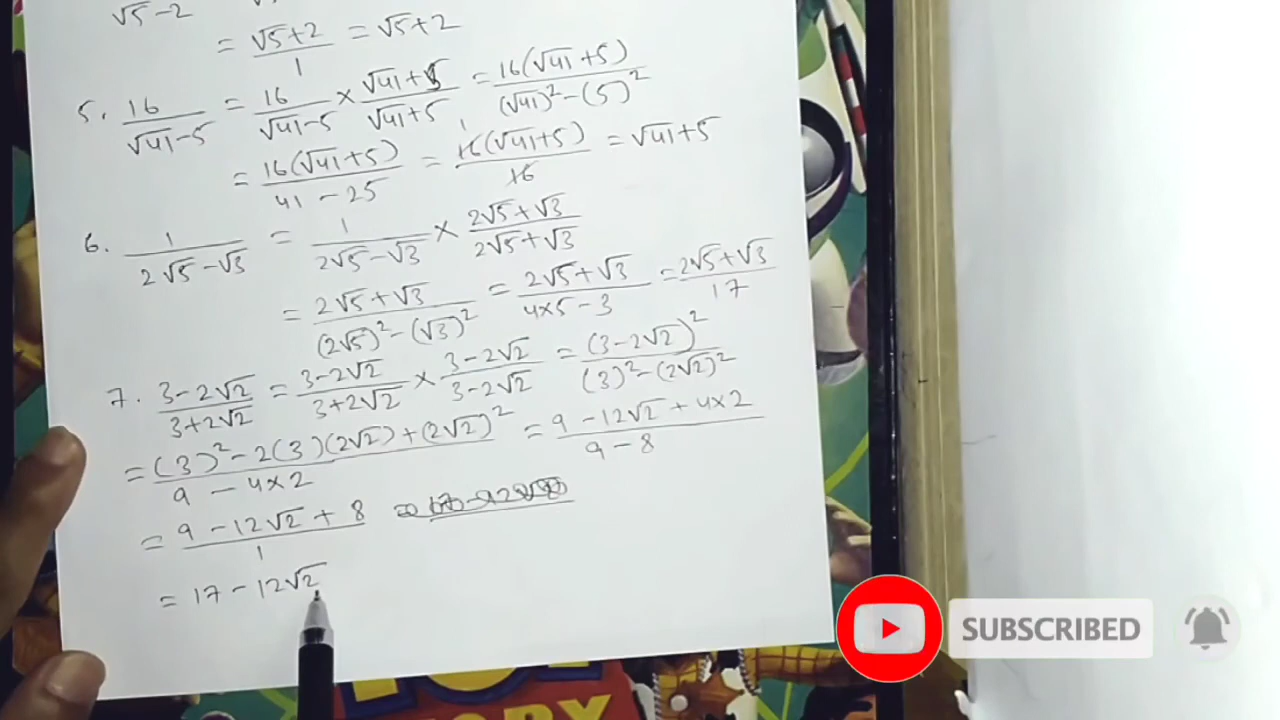 √5-2
= √5+2/1 = √5+2
5. 16/√41-5 = 16/√41-5 × √41+5/√41+5 = 16(√41+5)/(√41)²-(5)²
= 16(√41+5)/41-25 = 16(√41+5)/16 = √41+5
6. 1/2√5-√3 = 1/2√5-√3 × 2√5+√3/2√5+√3
= 2√5+√3/(2√5)²-(√3)² = 2√5+√3/4×5-3 = 2√5+√3/17
7. 3-2√2/3+2√2 = 3-2√2/3+2√2 × 3-2√2/3-2√2 = (3-2√2)²/(3)²-(2√2)²
= (3)²-2(3)(2√2)+(2√2)²/9-4×2 = 9-12√2+4×2/9-8
= 9-12√2+8/1
= 17-12√2
SUBSCRIBED